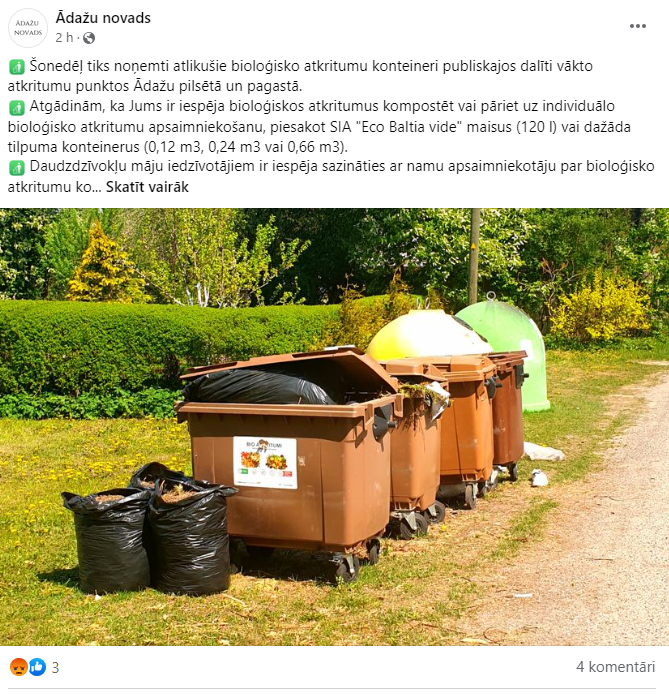 ĀDAŽU
NOVADS
Ādažu novads
2 h ·
Šonedēļ tiks noņemti atlikušie bioloģisko atkritumu konteineri publiskajos dalīti vākto
atkritumu punktos Ādažu pilsētā un pagastā.
Atgādinām, ka Jums ir iespēja bioloģiskos atkritumus kompostēt vai pāriet uz individuālo
bioloģisko atkritumu apsaimniekošanu, piesakot SIA "Eco Baltia vide" maisus (120 l) vai dažāda
tilpuma konteinerus (0,12 m3, 0,24 m3 vai 0,66 m3).
Daudzdzīvokļu māju iedzīvotājiem ir iespēja sazināties ar namu apsaimniekotāju par bioloģisko
atkritumu ko... Skatīt vairāk
BIO ATKRITUMI
3
4 komentāri